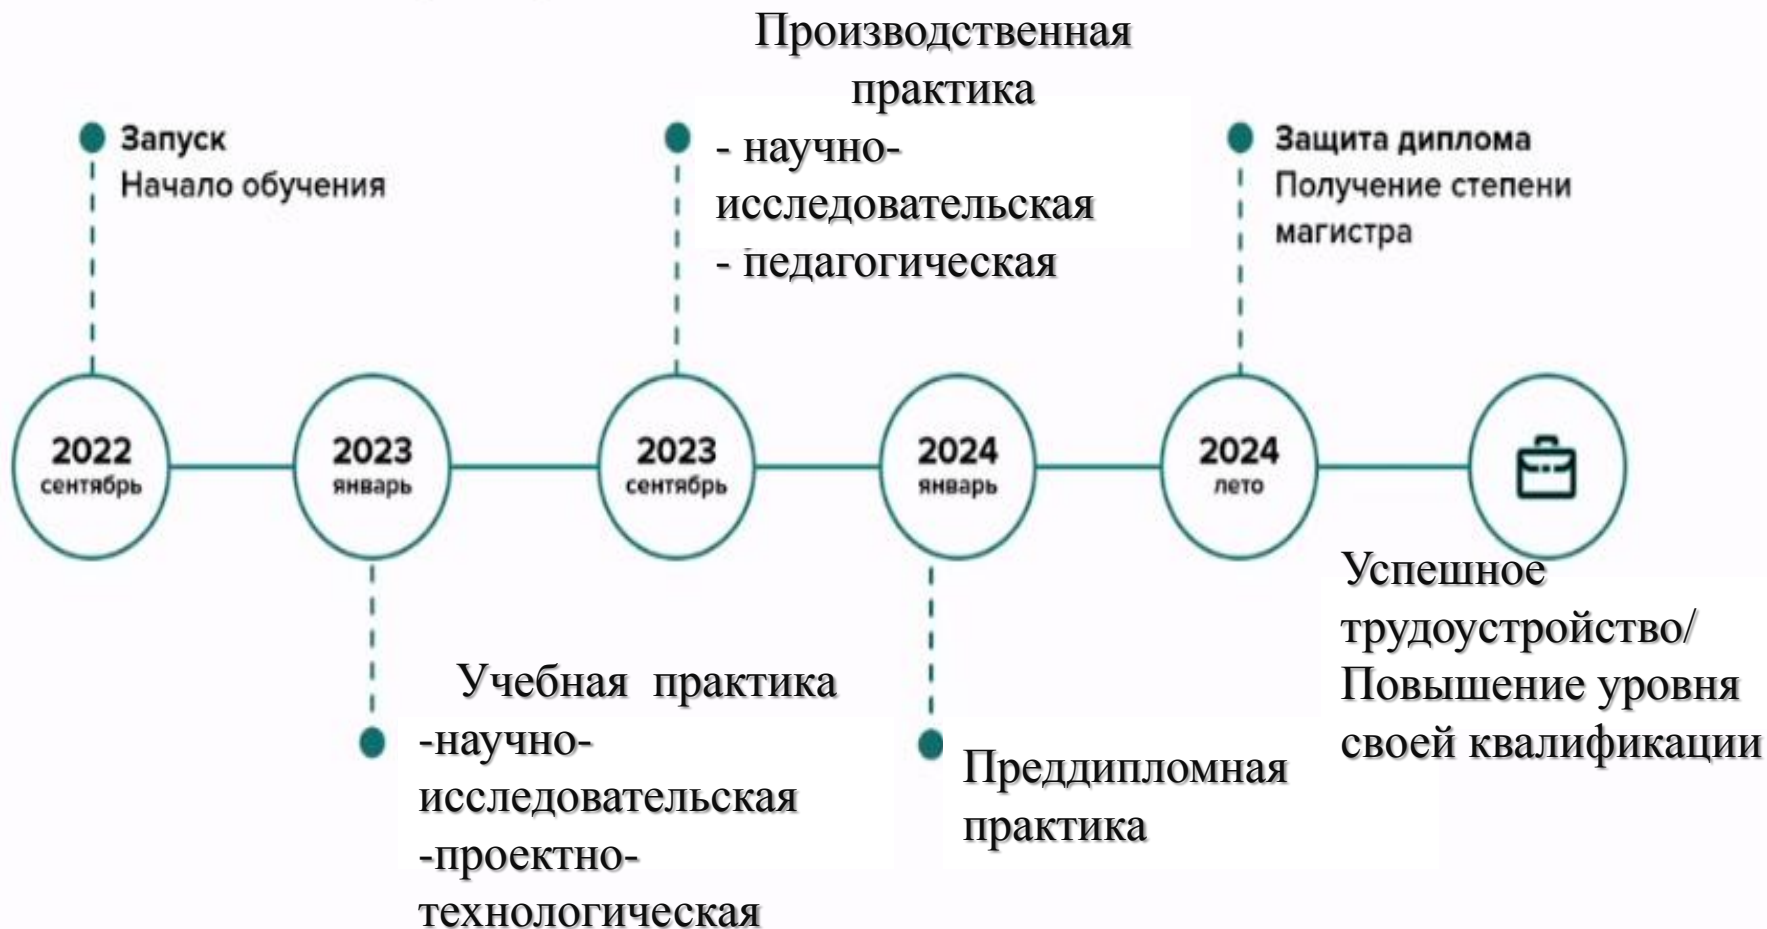 Производственная
практика
- научно-
исследовательская
- педагогическая
Запуск
Начало обучения
Защита диплома
Получение степени
магистра
2022
сентябрь
2023
январь
2023
сентябрь
2024
январь
2024
лето
Учебная практика
-научно-
исследовательская
-проектно-
технологическая
Преддипломная
практика
Успешное
трудоустройство/
Повышение уровня
своей квалификации